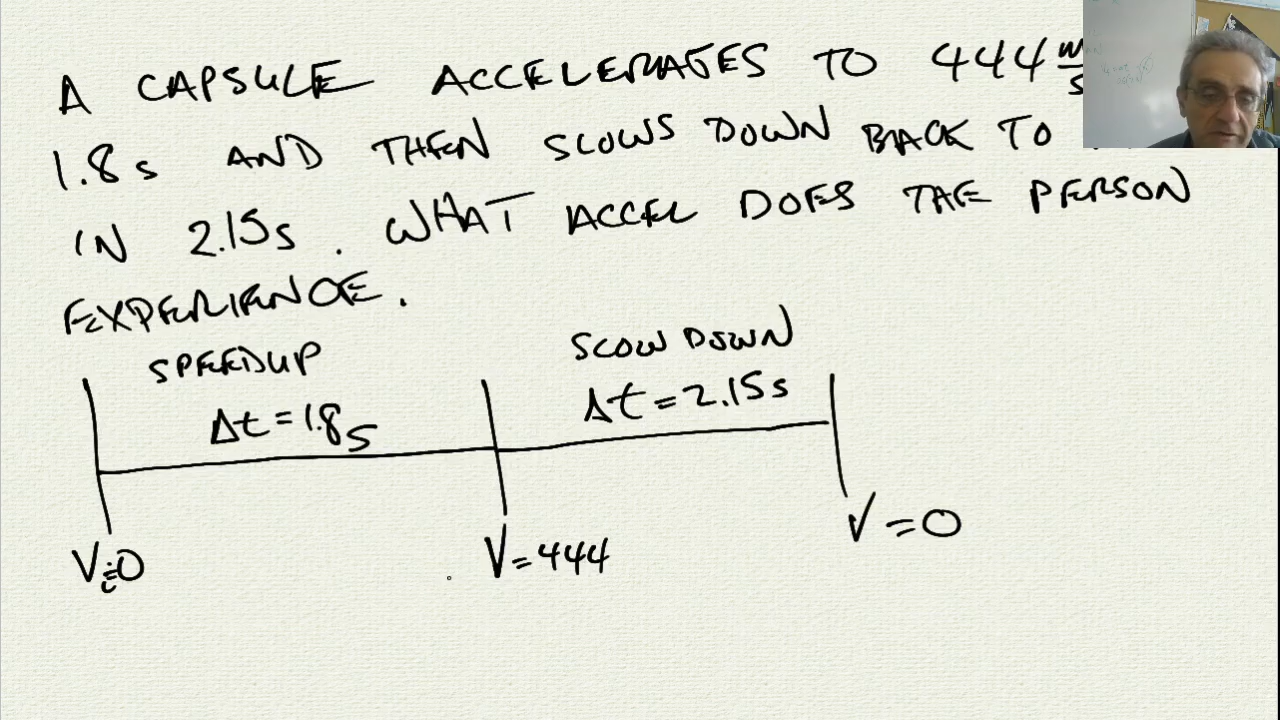 A CAPSULE ACCELERATES TO 444 m/s
1.8 s AND THEN SLOWS DOWN BACK TO
IN 2.15 s. WHAT ACCEL DOES THE PERSON
EXPERIENCE.
SPEEDUP
SLOW DOWN
Δt = 1.8 s
Δt = 2.15 s
Vi = 0
V = 444
V = 0